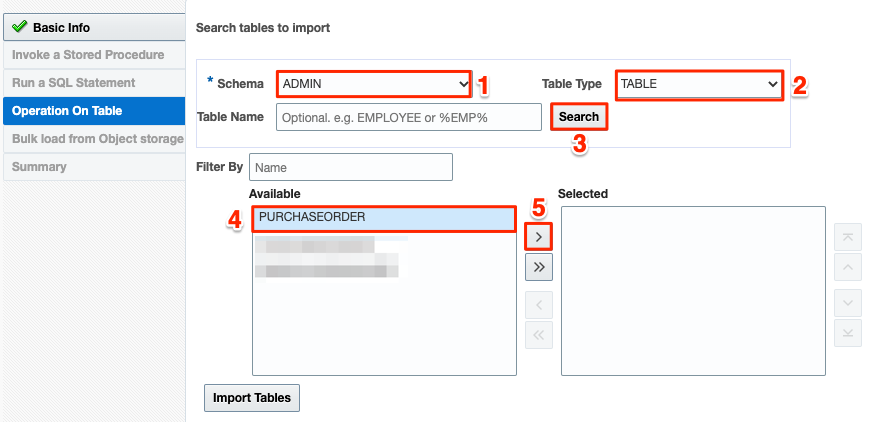 Basic Info
Invoke a Stored Procedure
Run a SQL Statement
Operation On Table
Bulk load from Object storage
Summary
Search tables to import
* Schema ADMIN 1 Table Type TABLE 2
Table Name Optional. e.g. EMPLOYEE or %EMP% Search
3
Filter By Name
Available Selected
4 PURCHASEORDER 5
Import Tables